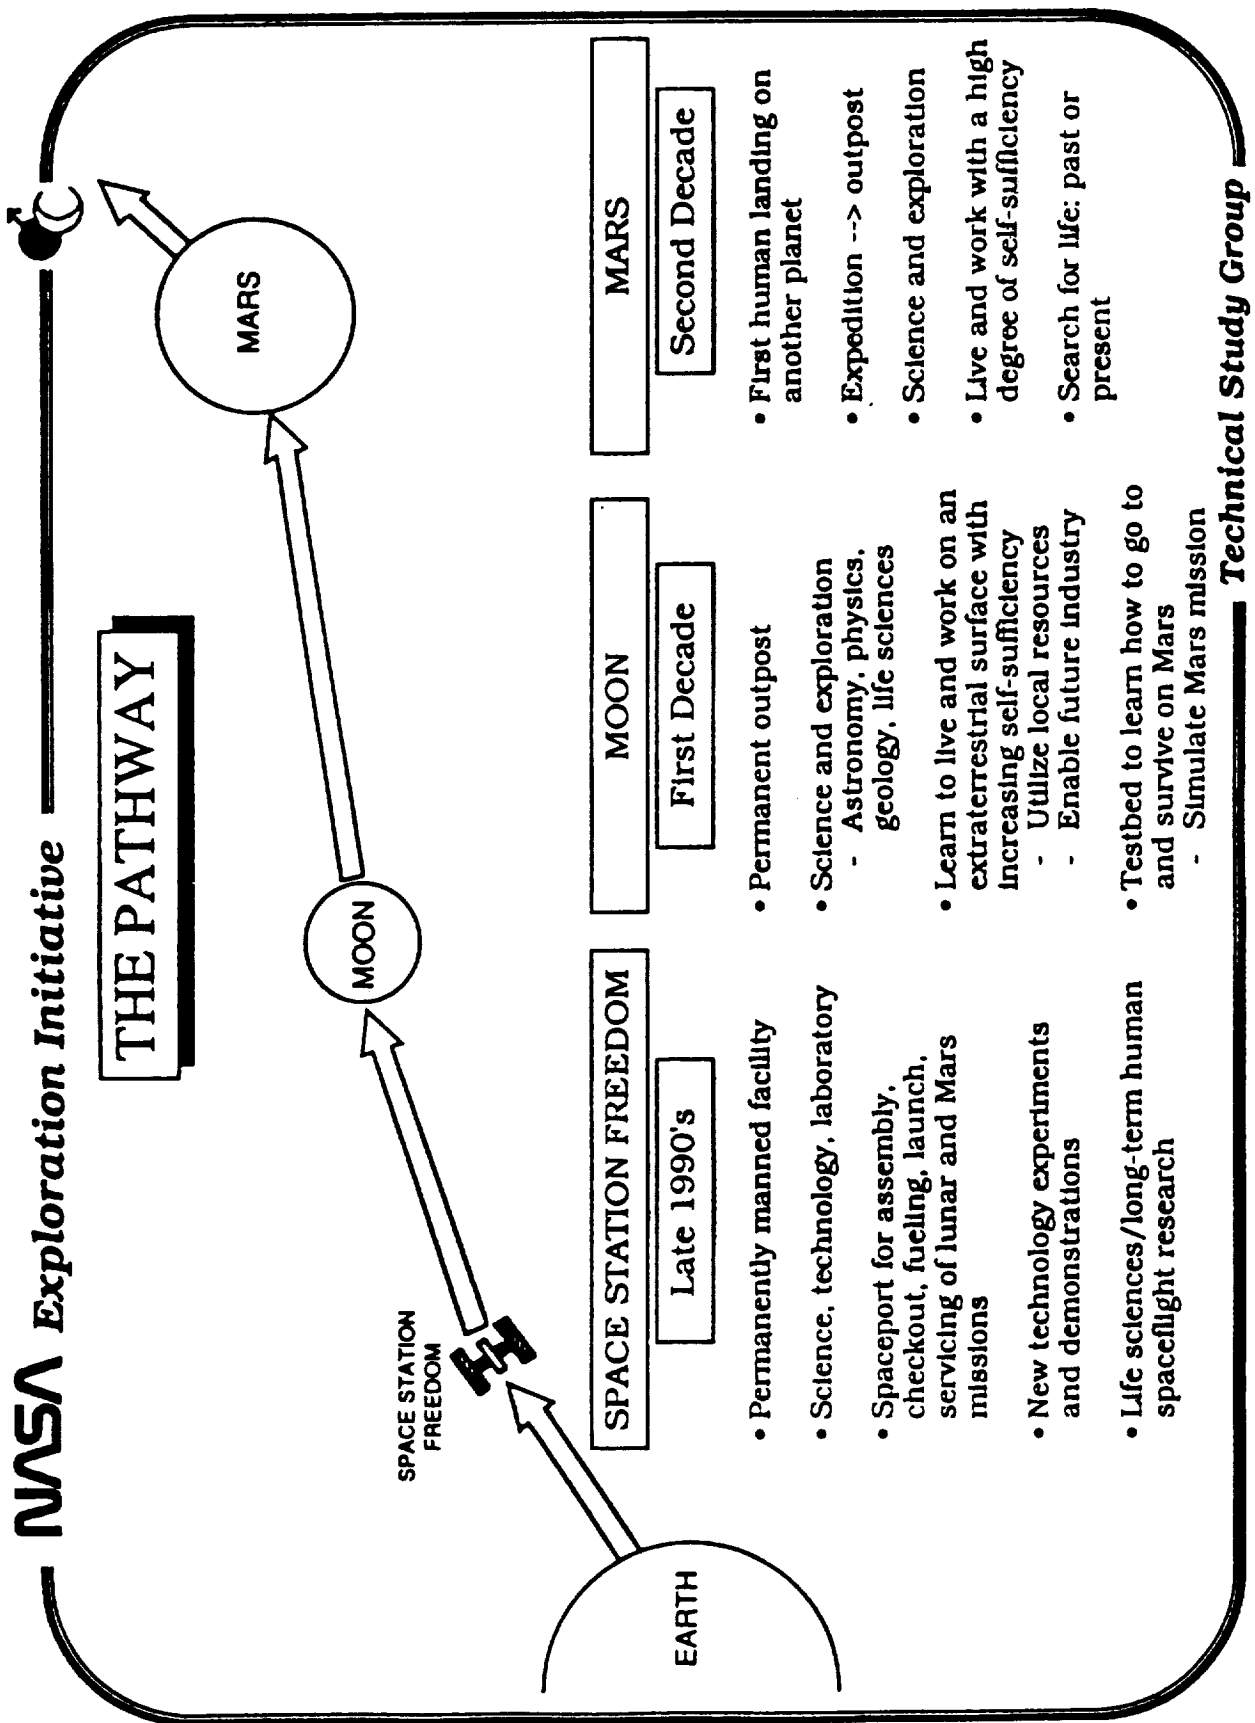 NASA Exploration Initiative
THE PATHWAY
MARS
MOON
SPACE STATION
FREEDOM
EARTH
SPACE STATION FREEDOM
Late 1990's
• Permanently manned facility
• Science, technology, laboratory
• Spaceport for assembly,
checkout, fueling, launch,
servicing of lunar and Mars
missions
• New technology experiments
and demonstrations
• Life sciences/long-term human
spaceflight research
MOON
First Decade
• Permanent outpost
• Science and exploration
- Astronomy, physics,
geology, life sciences
• Learn to live and work on an
extraterrestrial surface with
increasing self-sufficiency
- Utilize local resources
- Enable future industry
• Testbed to learn how to go to
and survive on Mars
- Simulate Mars mission
MARS
Second Decade
• First human landing on
another planet
• Expedition --> outpost
• Science and exploration
• Live and work with a high
degree of self-sufficiency
• Search for life: past or
present
Technical Study Group